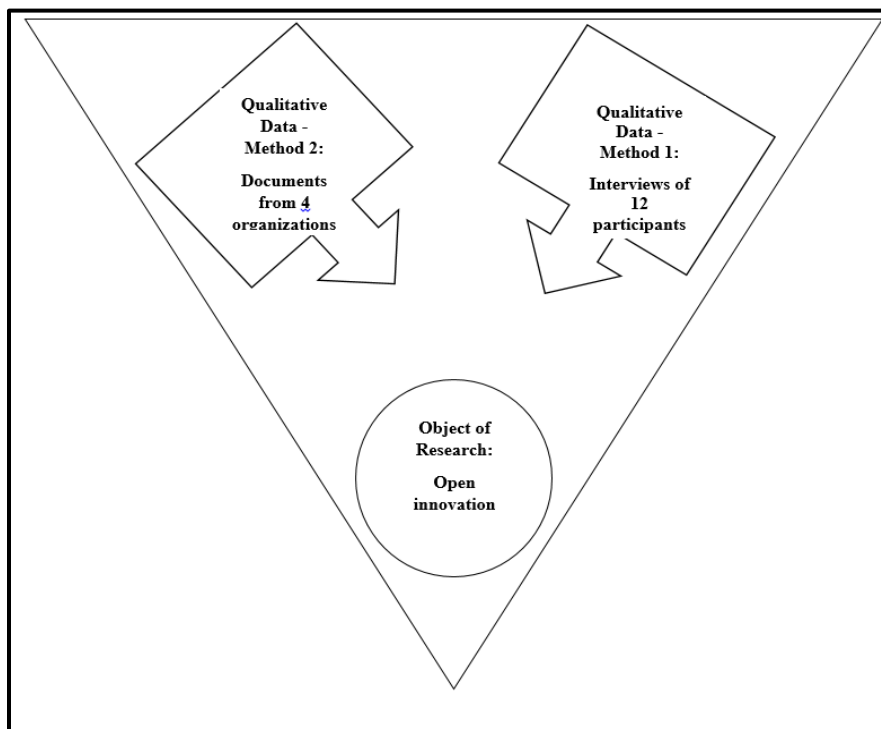 Qualitative
Data -
Method 2:
Documents
from 4
organizations
Qualitative
Data -
Method 1:
Interviews of
12
participants
Object of
Research:
Open
innovation